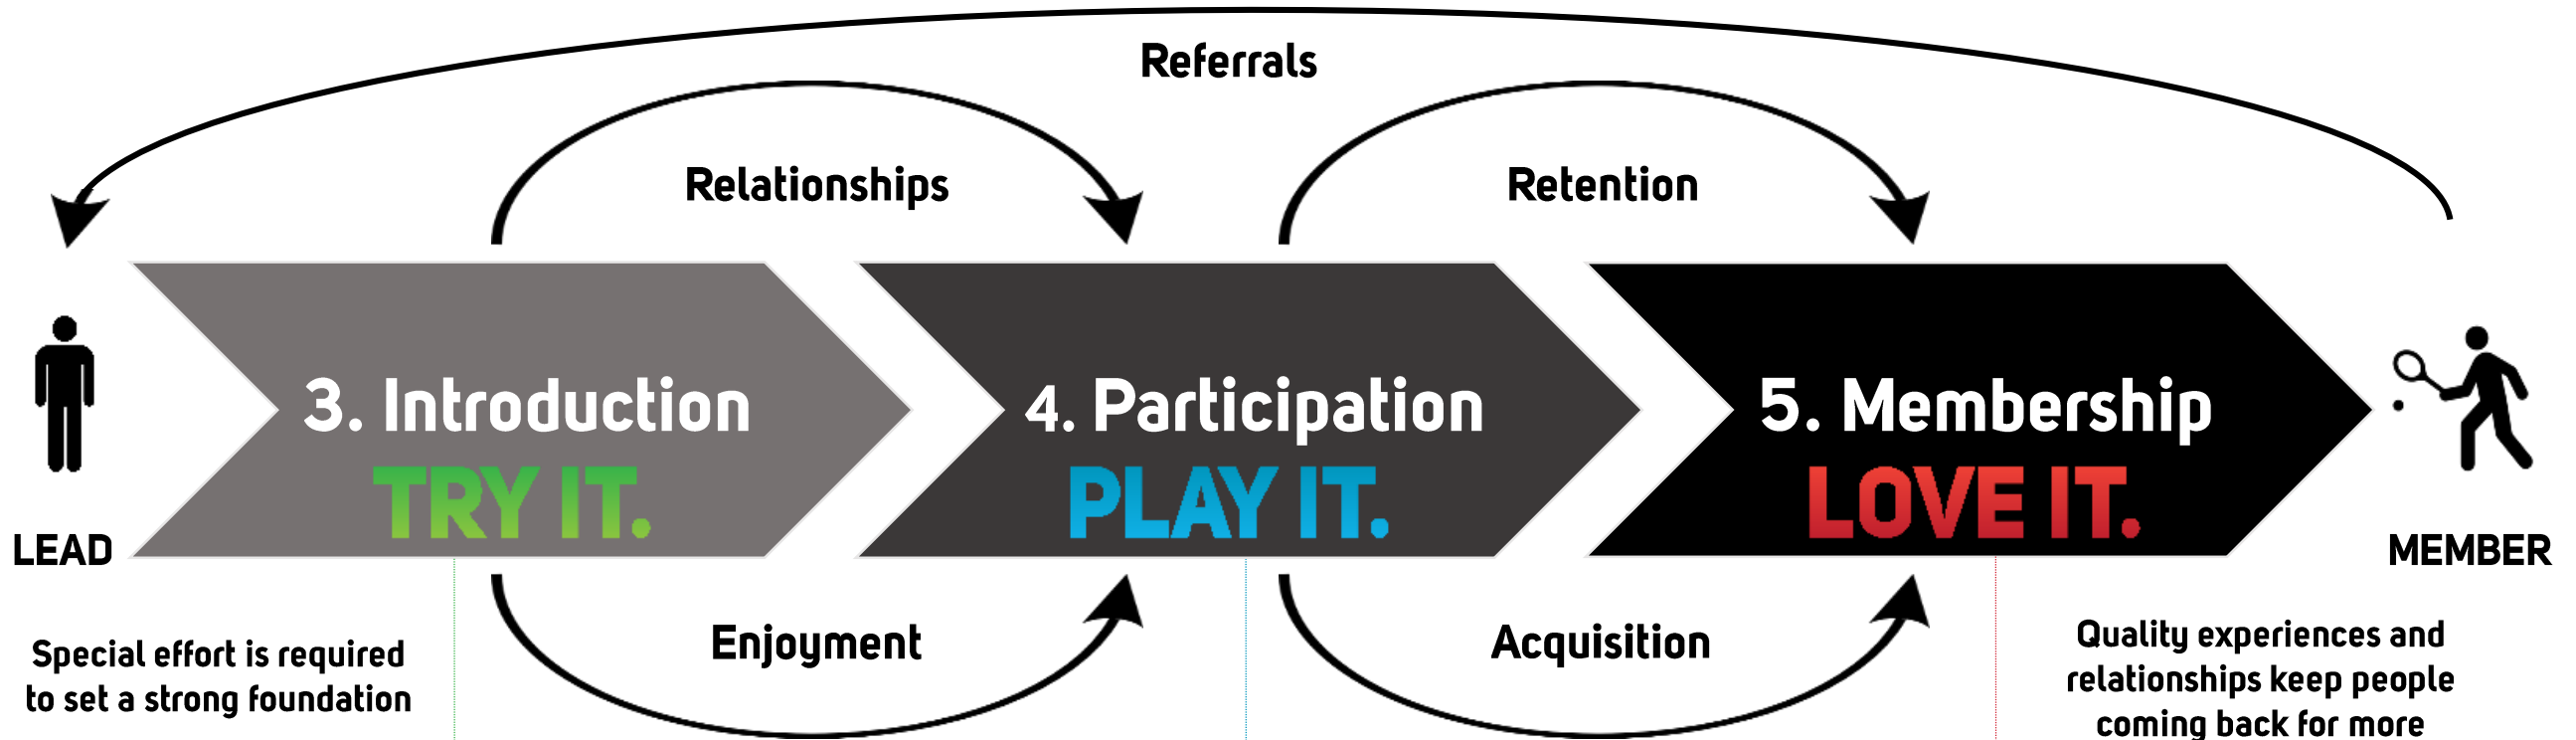 Referrals
Relationships
Retention
3. Introduction
TRY IT.
4. Participation
PLAY IT.
5. Membership
LOVE IT.
LEAD
MEMBER
Enjoyment
Acquisition
Special effort is required
to set a strong foundation
Quality experiences and
relationships keep people
coming back for more